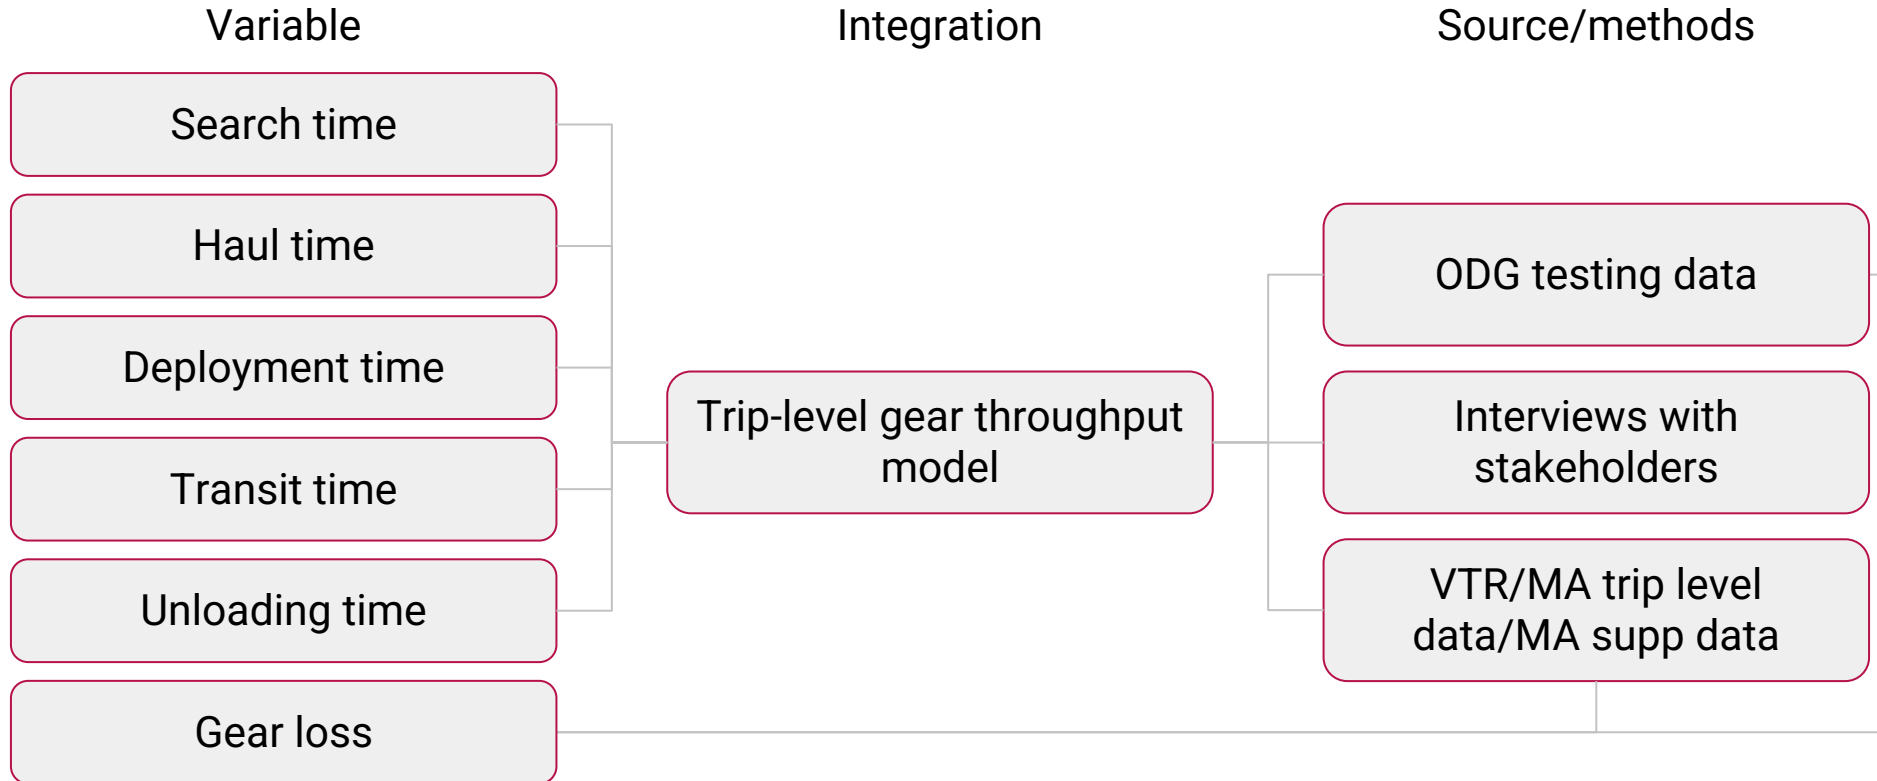 Variable
Integration
Source/methods
Search time
Haul time
Deployment time
Transit time
Unloading time
Gear loss
Trip-level gear throughput
model
ODG testing data
Interviews with
stakeholders
VTR/MA trip level
data/MA supp data